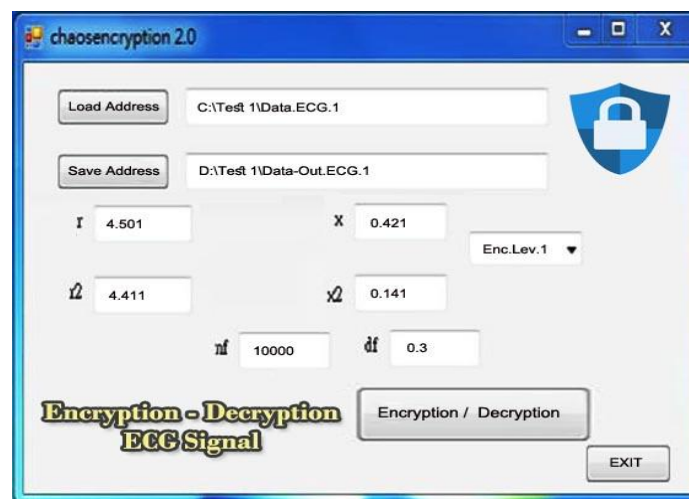 chaosencryption 2.0
X
Load Address
C:\Test 1\Data.ECG.1
Save Address
D:\Test 1\Data-Out.ECG.1
r 4.501 x 0.421
Enc.Lev.1
r2 4.411 x2 0.141
nf 10000 df 0.3
Encryption - Decryption
ECG Signal
Encryption / Decryption
EXIT